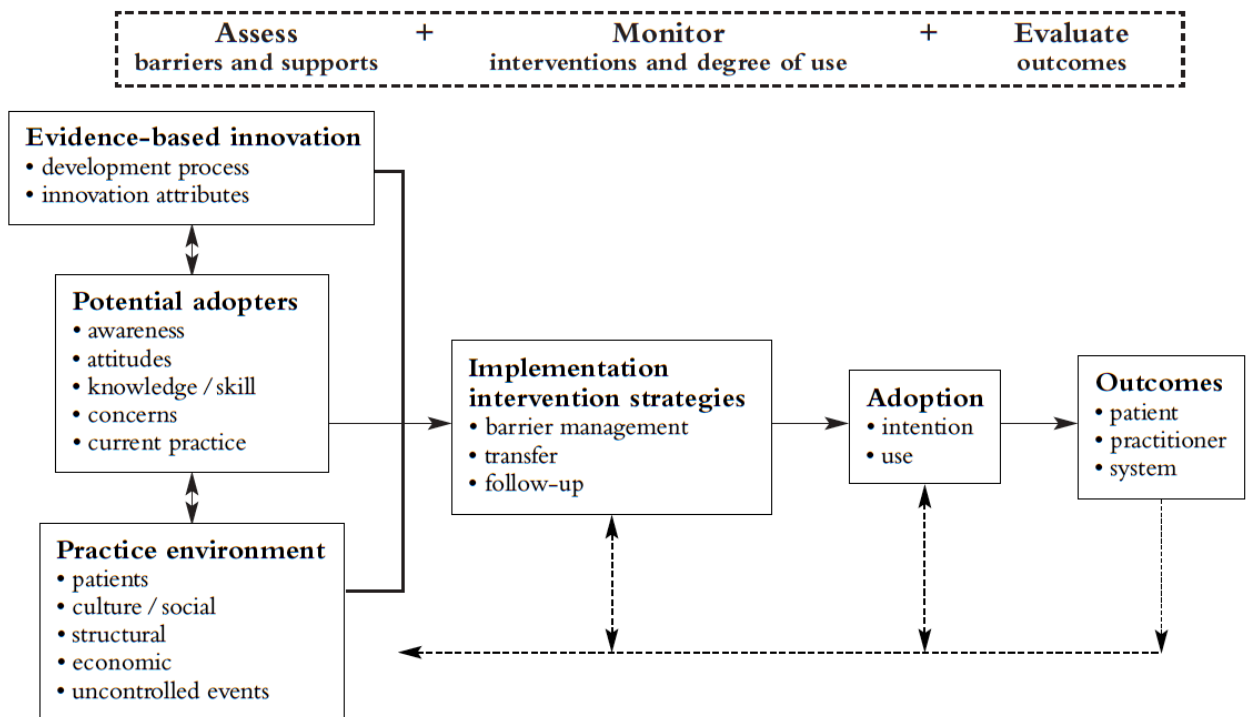 Assess + Monitor + Evaluate
barriers and supports interventions and degree of use outcomes
Evidence-based innovation
• development process
• innovation attributes
Potential adopters
• awareness
• attitudes
• knowledge / skill
• concerns
• current practice
Practice environment
• patients
• culture / social
• structural
• economic
• uncontrolled events
Implementation
intervention strategies
• barrier management
• transfer
• follow-up
Adoption
• intention
• use
Outcomes
• patient
• practitioner
• system